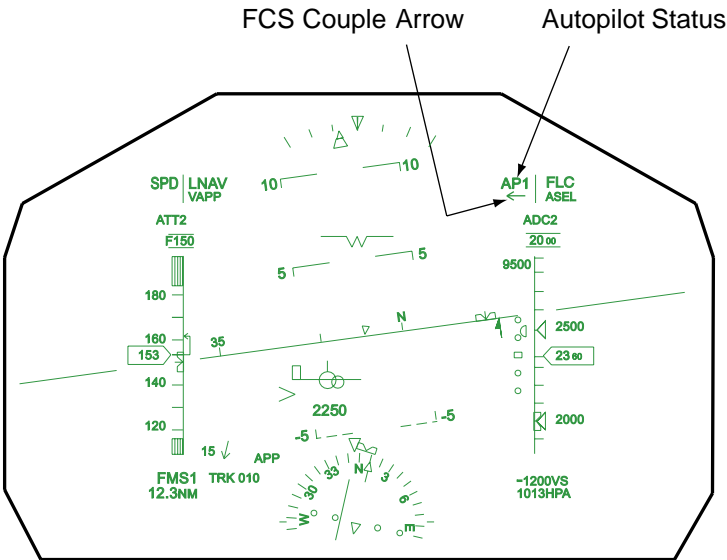 FCS Couple Arrow Autopilot Status
10 10
SPD LNAV AP1 FLC
VAPP ASEL
ATT2 ADC2
F150 20 00
5 5 9500
180
N
35 160 2500
153 23 60
140
2250
120 -5 -5 2000
15 APP
FMS1 TRK 010 -1200VS
12.3NM 1013HPA
W 30 33 N 3 6 E